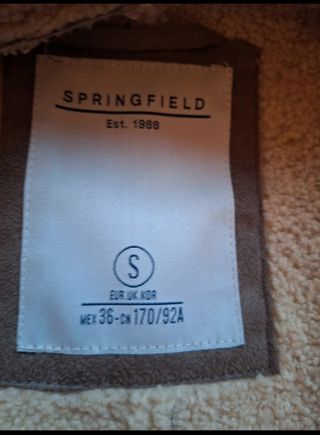 SPRINGFIELD
Est. 1988
S
EUR.UK.KOR
MEX 36-CN 170/92A